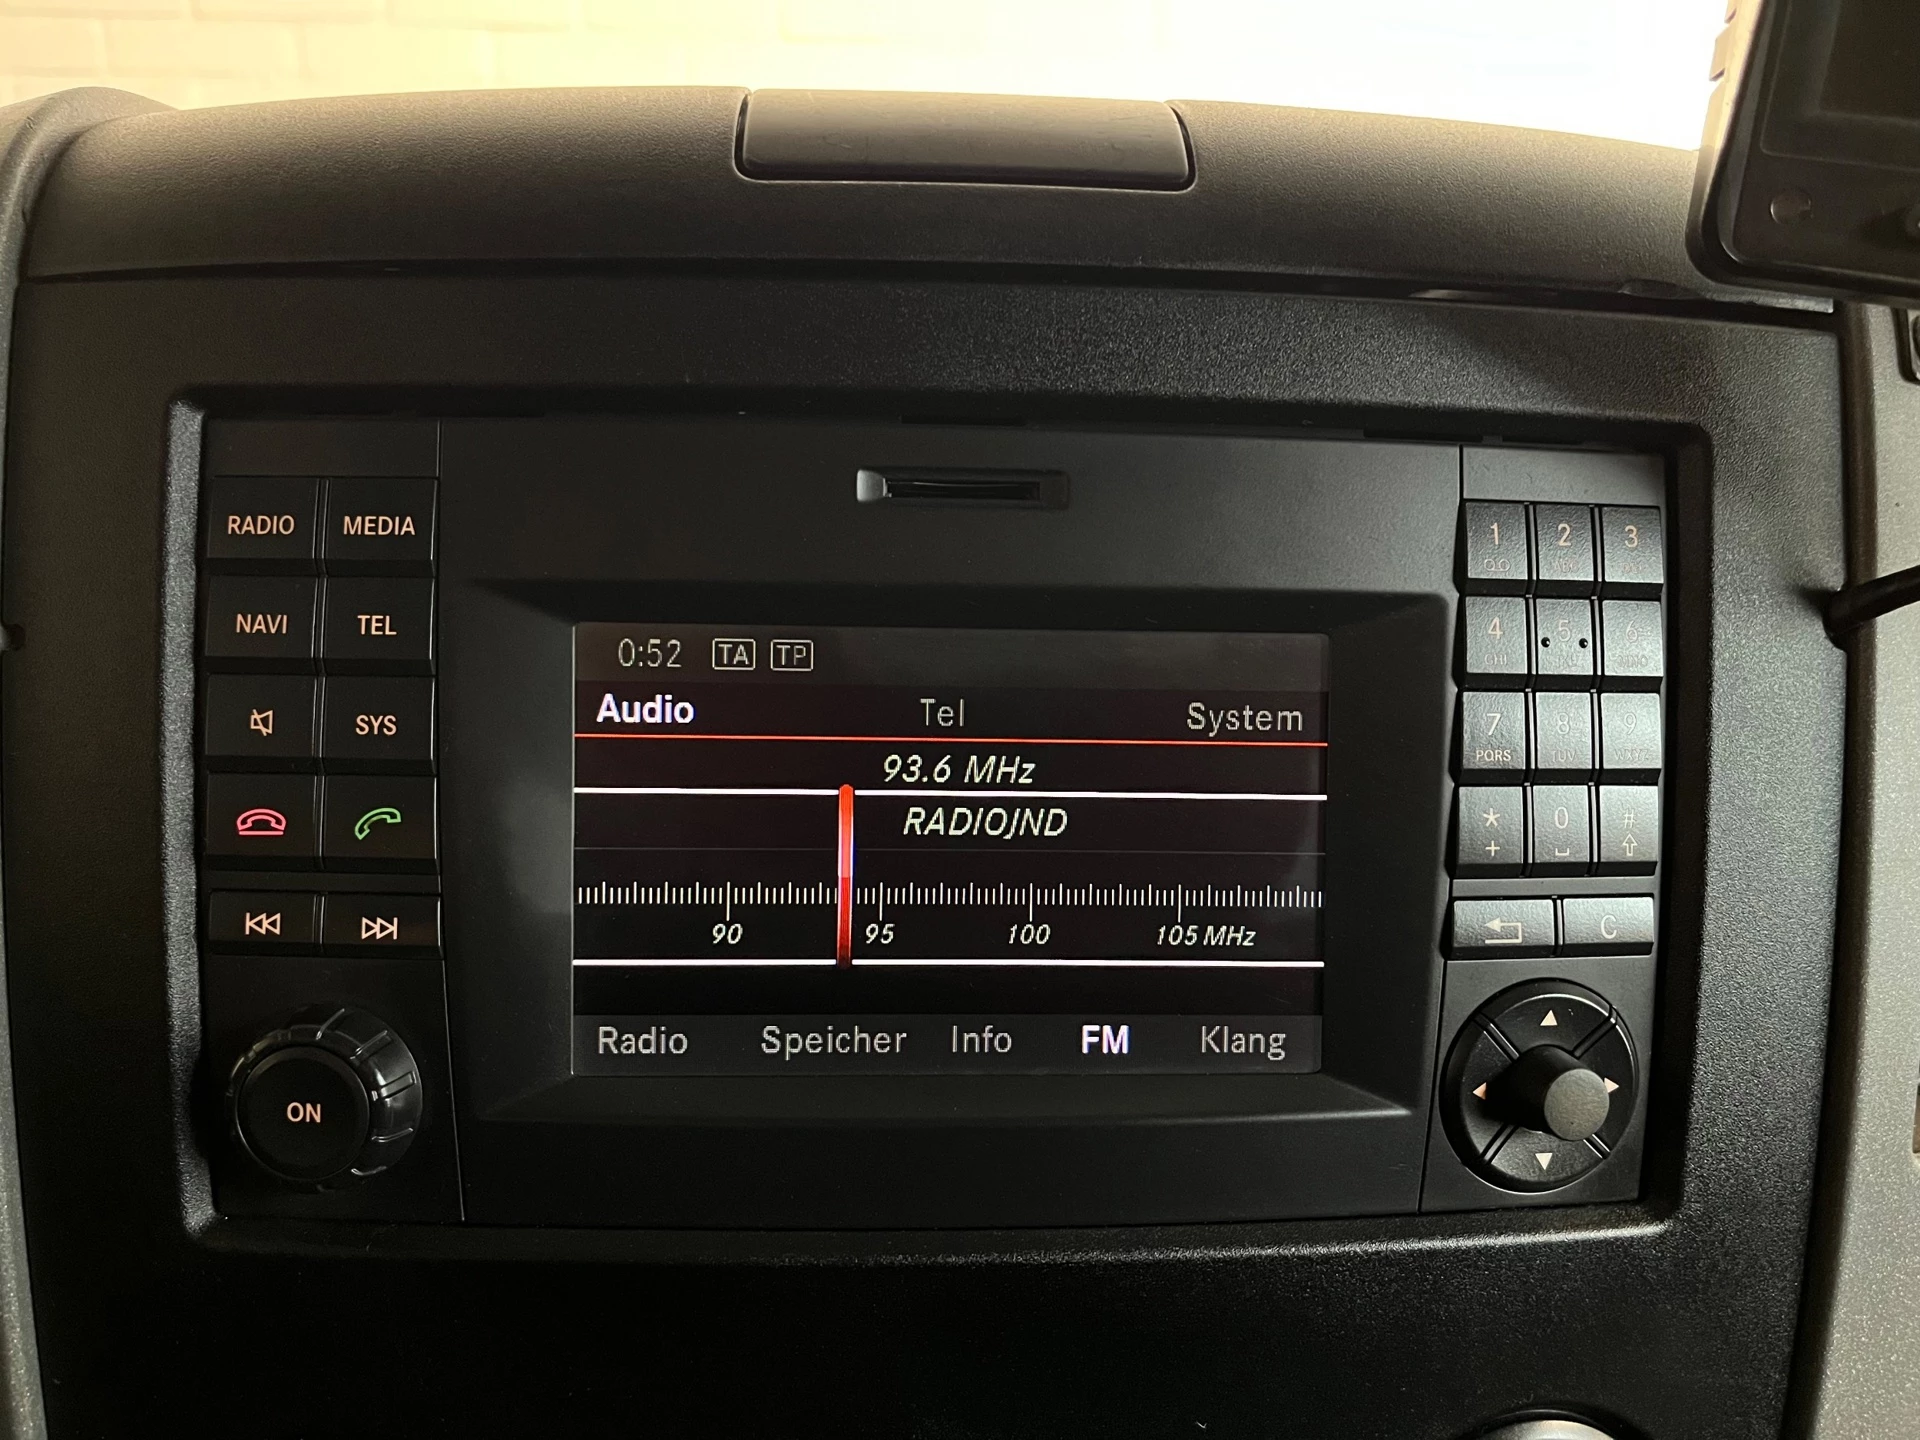 RADIO MEDIA
NAVI TEL
SYS
ON
0:52 TA TP
Audio Tel System
93.6 MHz
RADIOJND
90 95 100 105 MHz
Radio Speicher Info FM Klang
1 2 3
4 5 6
GHI
7 8 9
PQRS TUV
* 0 #
+
C